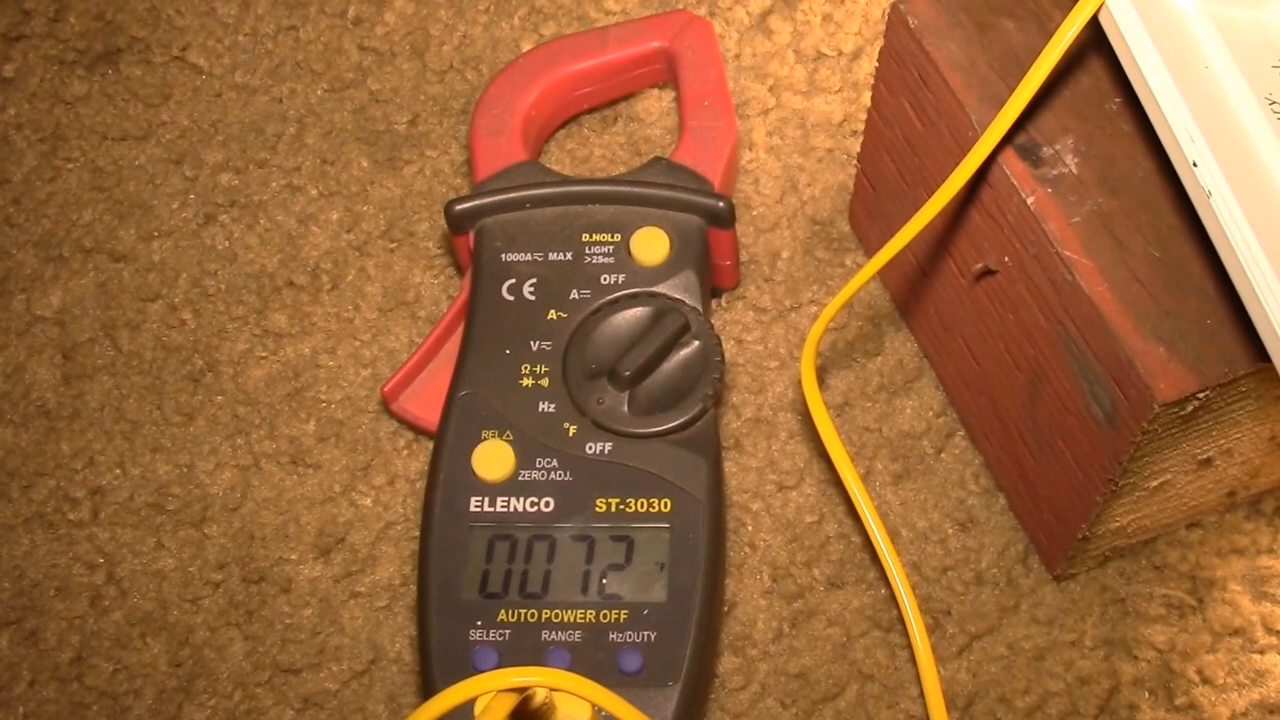 D.HOLD
LIGHT
>2Sec
1000A⎓~ MAX
OFF
CE
A⎓
A~
V⎓~
Ω
Hz
°F
OFF
REL △
DCA
ZERO ADJ.
ELENCO ST-3030
0072 °F
AUTO POWER OFF
SELECT RANGE Hz/DUTY